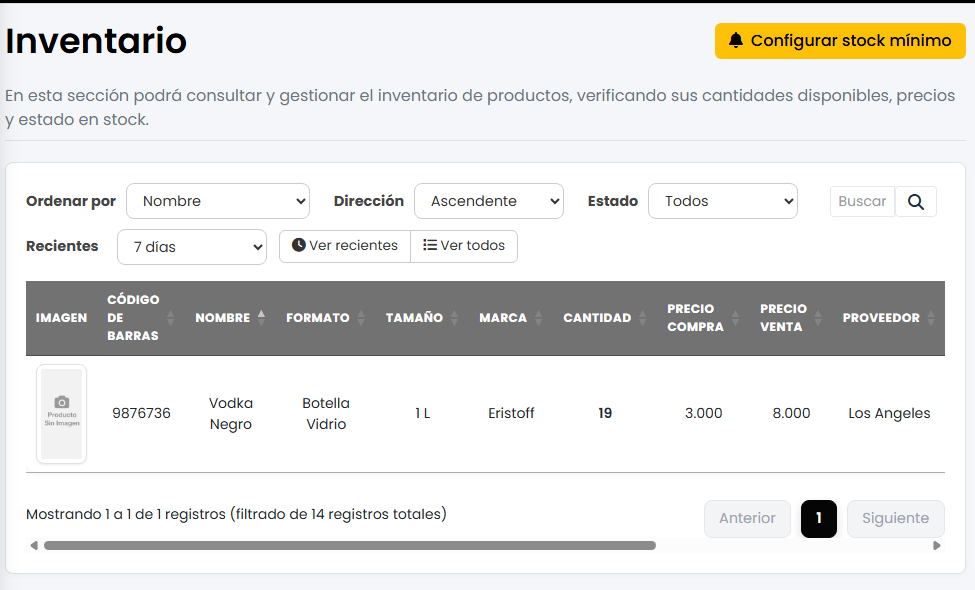 Inventario
Configurar stock mínimo
En esta sección podrá consultar y gestionar el inventario de productos, verificando sus cantidades disponibles, precios
y estado en stock.
Ordenar por Nombre Dirección Ascendente Estado Todos Buscar
Recientes 7 días Ver recientes Ver todos
IMAGEN CÓDIGO DE BARRAS NOMBRE FORMATO TAMAÑO MARCA CANTIDAD PRECIO COMPRA PRECIO VENTA PROVEEDOR
Producto
Sin Imagen
9876736 Vodka Negro Botella Vidrio 1 L Eristoff 19 3.000 8.000 Los Angeles
Mostrando 1 a 1 de 1 registros (filtrado de 14 registros totales)
Anterior 1 Siguiente